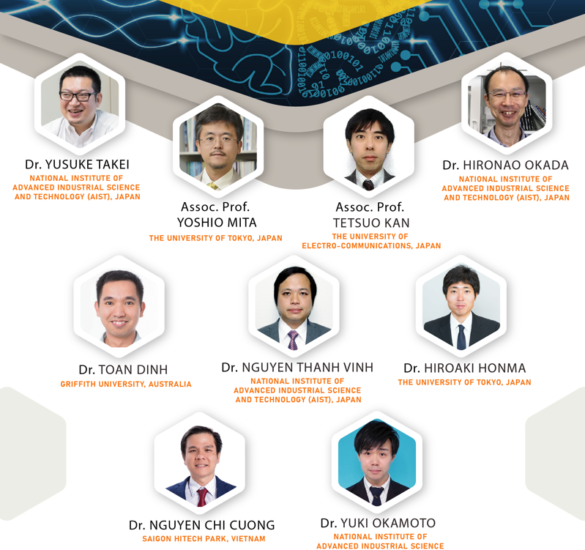 Dr. YUSUKE TAKEI
NATIONAL INSTITUTE OF
ADVANCED INDUSTRIAL SCIENCE
AND TECHNOLOGY (AIST), JAPAN
Assoc. Prof.
YOSHIO MITA
THE UNIVERSITY OF TOKYO, JAPAN
Assoc. Prof.
TETSUO KAN
THE UNIVERSITY OF
ELECTRO-COMMUNICATIONS, JAPAN
Dr. HIRONAO OKADA
NATIONAL INSTITUTE OF
ADVANCED INDUSTRIAL SCIENCE
AND TECHNOLOGY (AIST), JAPAN
Dr. TOAN DINH
GRIFFITH UNIVERSITY, AUSTRALIA
Dr. NGUYEN THANH VINH
NATIONAL INSTITUTE OF
ADVANCED INDUSTRIAL SCIENCE
AND TECHNOLOGY (AIST), JAPAN
Dr. HIROAKI HONMA
THE UNIVERSITY OF TOKYO, JAPAN
Dr. NGUYEN CHI CUONG
SAIGON HITECH PARK, VIETNAM
Dr. YUKI OKAMOTO
NATIONAL INSTITUTE OF
ADVANCED INDUSTRIAL SCIENCE